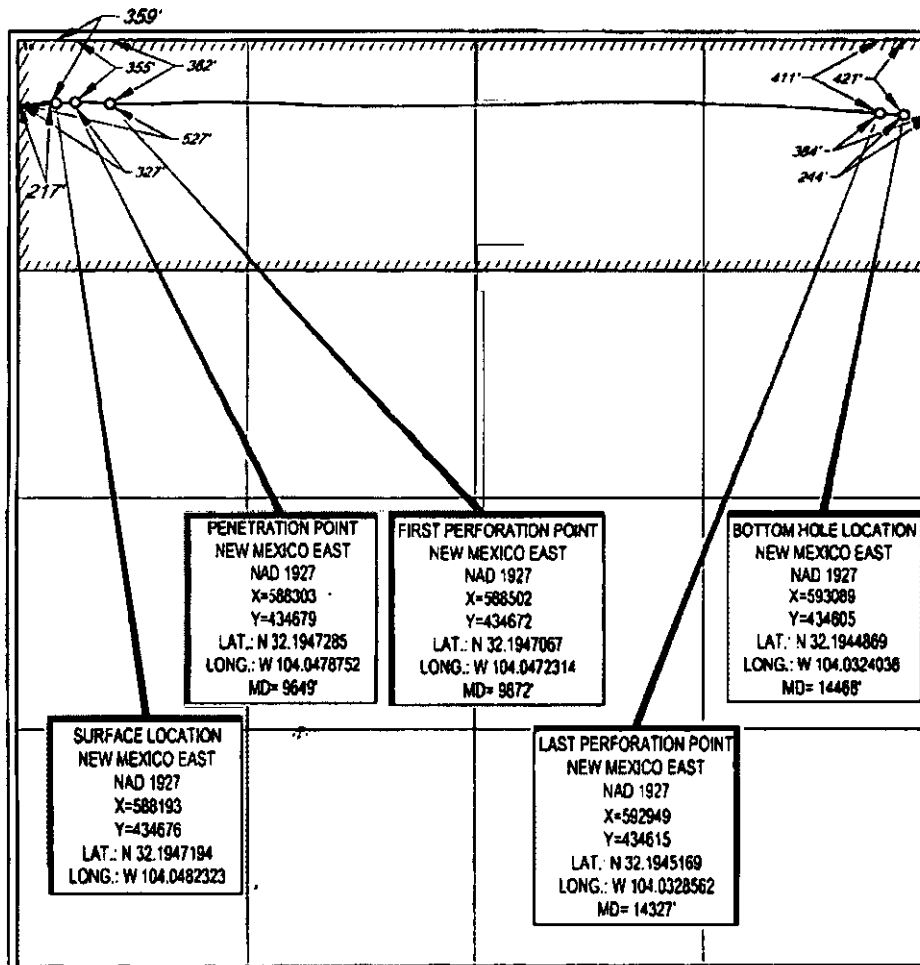 359'
355'
362'
411'
421'
527'
327'
217'
384'
244'
PENETRATION POINT
NEW MEXICO EAST
NAD 1927
X=588303
Y=434679
LAT.: N 32.1947285
LONG.: W 104.0478752
MD= 9649'
FIRST PERFORATION POINT
NEW MEXICO EAST
NAD 1927
X=588502
Y=434672
LAT.: N 32.1947067
LONG.: W 104.0472314
MD= 9872'
BOTTOM HOLE LOCATION
NEW MEXICO EAST
NAD 1927
X=593089
Y=434605
LAT.: N 32.1944869
LONG.: W 104.0324036
MD= 14468'
SURFACE LOCATION
NEW MEXICO EAST
NAD 1927
X=588193
Y=434676
LAT.: N 32.1947194
LONG.: W 104.0482323
LAST PERFORATION POINT
NEW MEXICO EAST
NAD 1927
X=592949
Y=434615
LAT.: N 32.1945169
LONG.: W 104.0328562
MD= 14327'